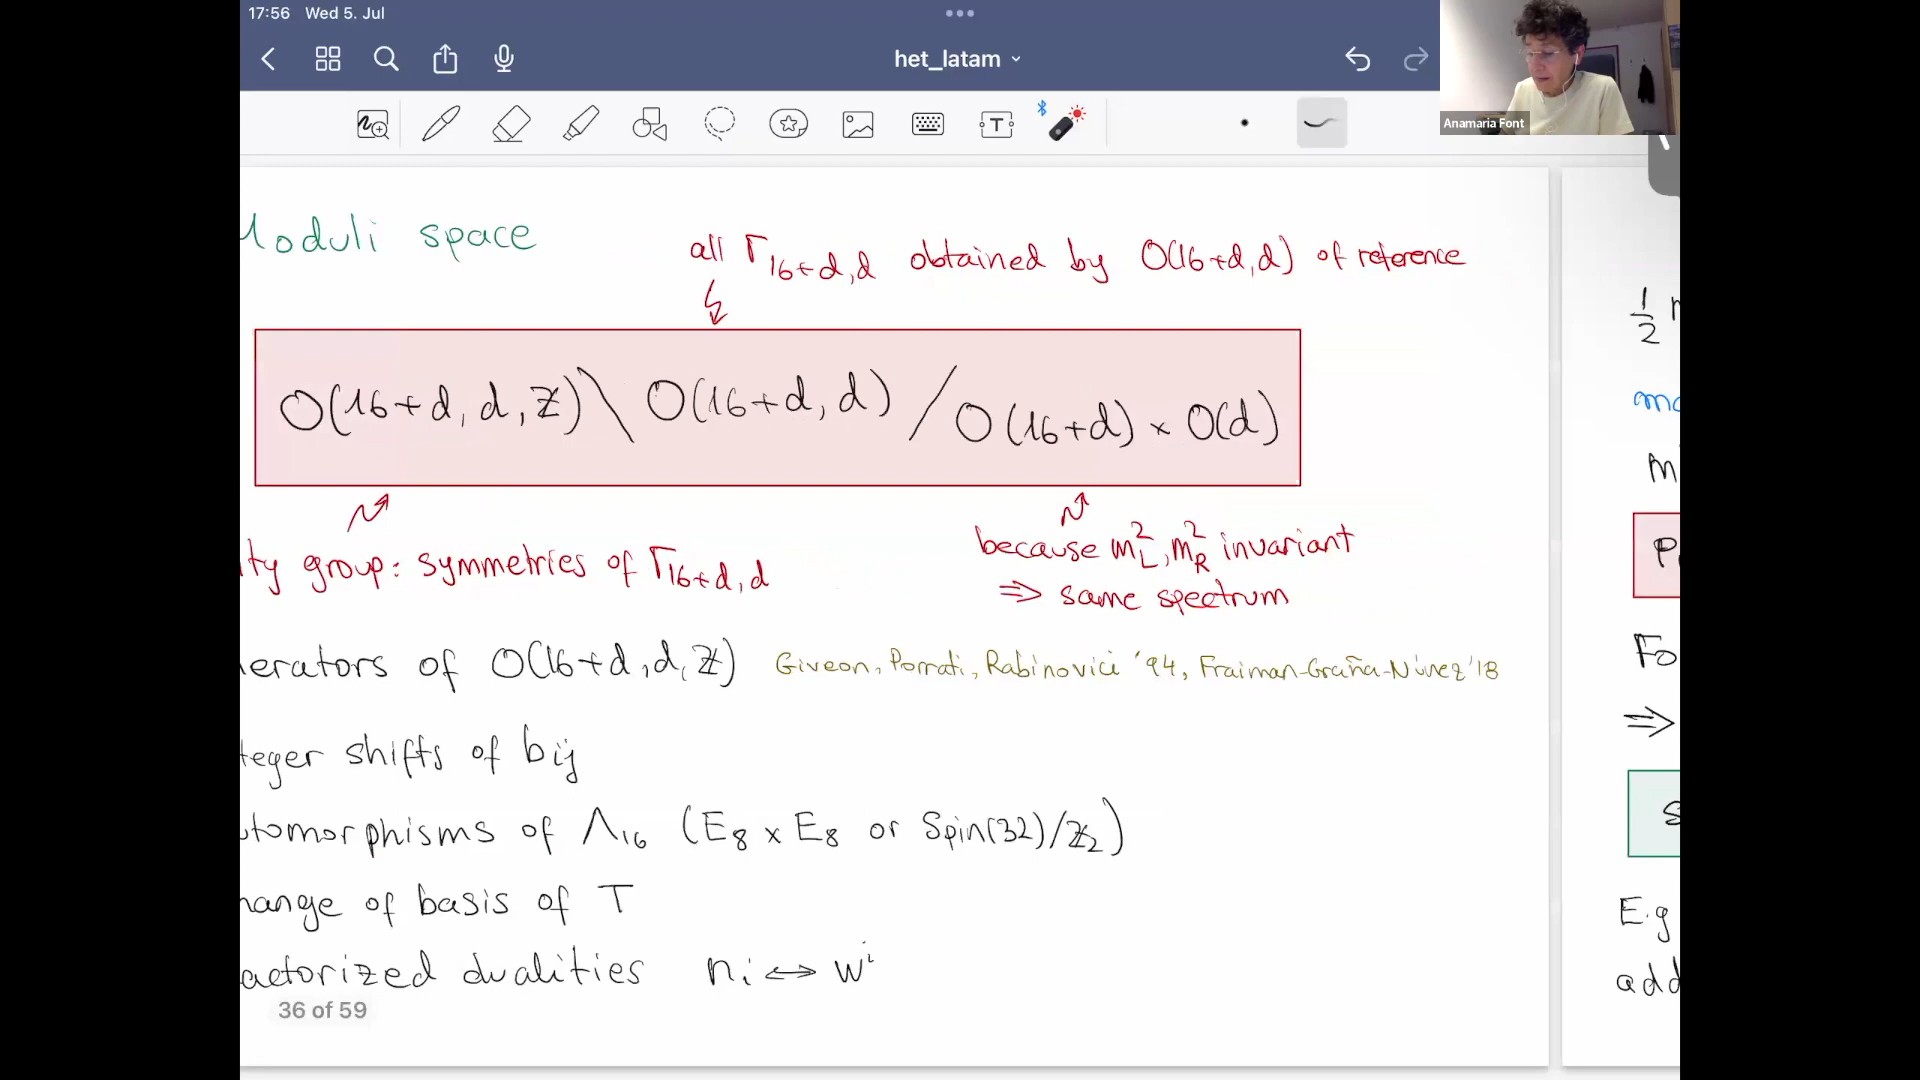 17:56 Wed 5. Jul
het_latam
Anamaria Font
Moduli space
all Γ16+d,d obtained by O(16+d,d) of reference
O(16+d, d, ℤ) \ O(16+d, d) / O(16+d) × O(d)
ity group: symmetries of Γ16+d,d
because m²L, m²R invariant
⇒ same spectrum
nerators of O(16+d, d, ℤ) Giveon, Porrati, Rabinovici '94, Fraiman-Graña-Núñez '18
teger shifts of bij
utomorphisms of Λ16 (E8 × E8 or Spin(32)/ℤ2)
hange of basis of T
actorized dualities ni ↔ wⁱ
36 of 59
1/2
m
P
Fo
⇒
S
E.g
add